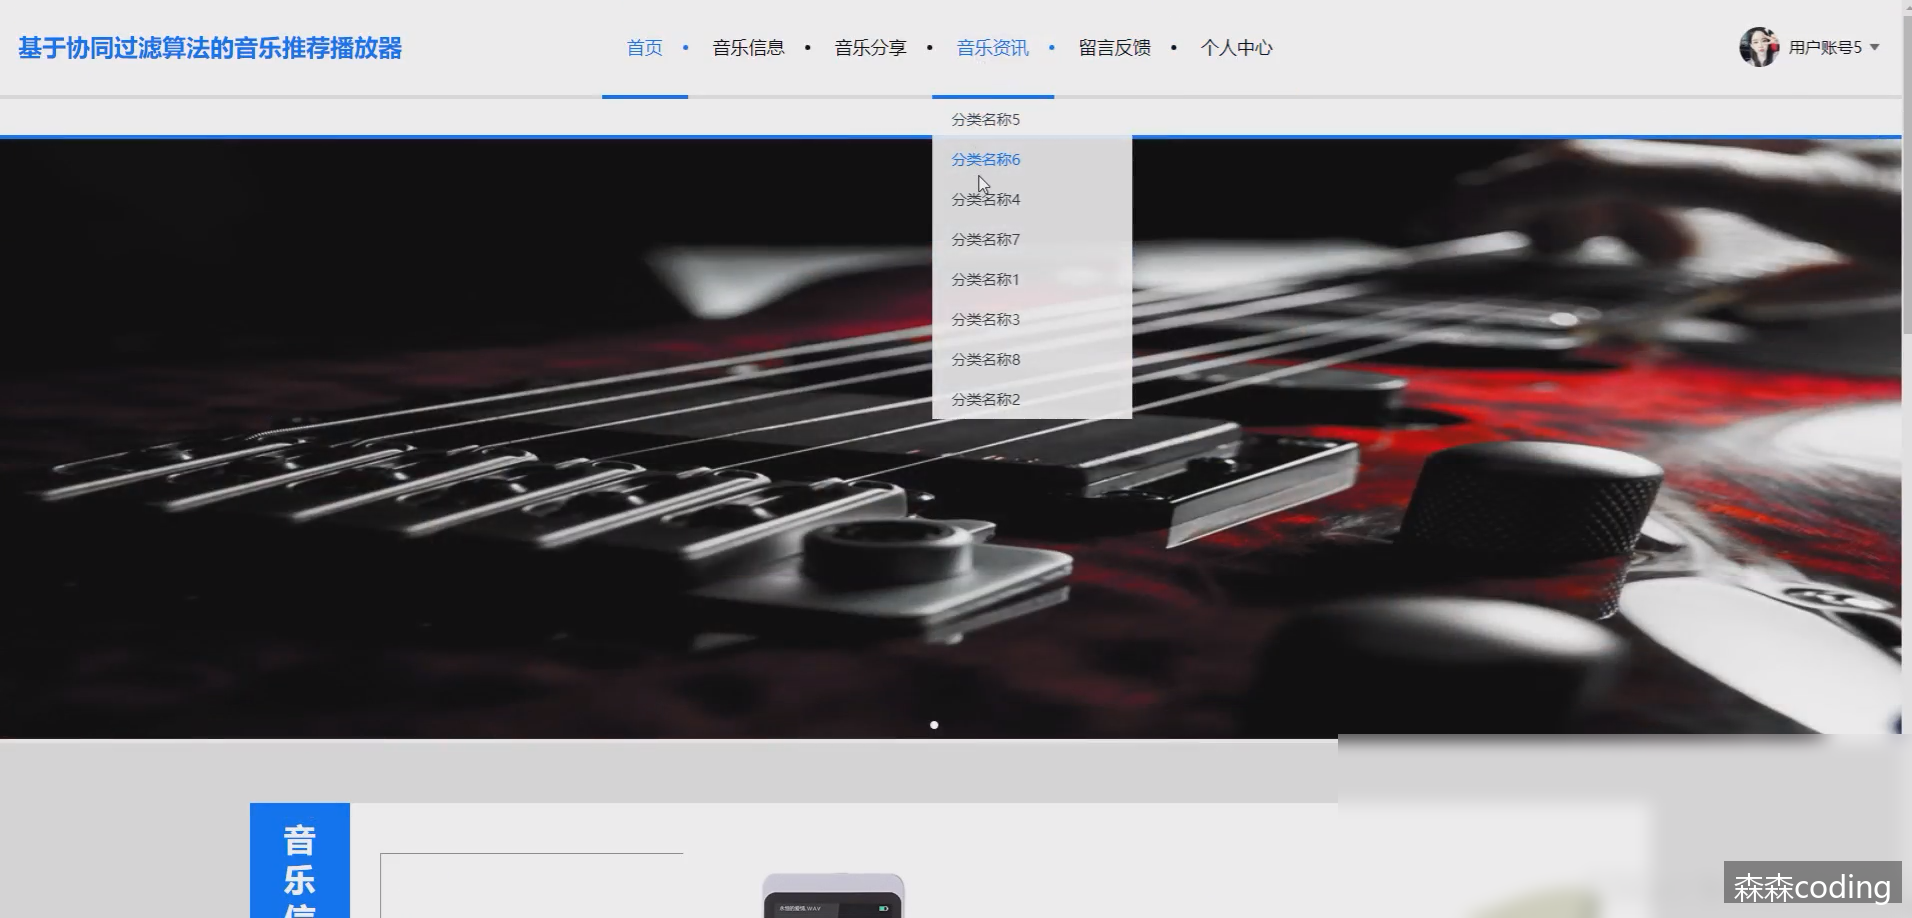 基于协同过滤算法的音乐推荐播放器
首页 • 音乐信息 • 音乐分享 • 音乐资讯 • 留言反馈 • 个人中心
用户账号5
分类名称5
分类名称6
分类名称4
分类名称7
分类名称1
分类名称3
分类名称8
分类名称2
音
乐
信
森森coding